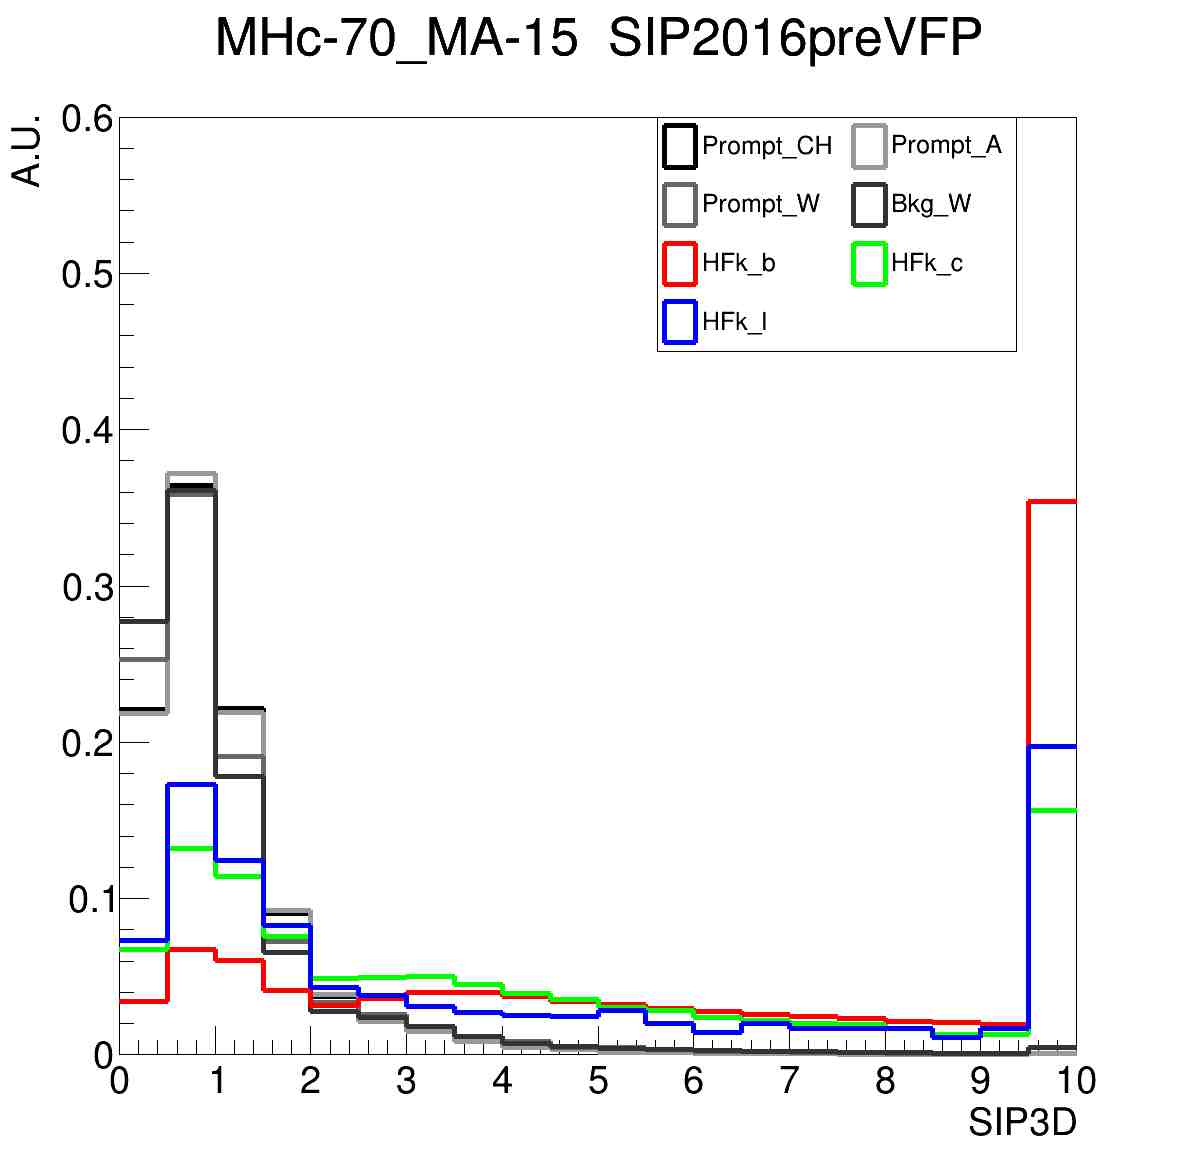 MHc-70_MA-15 SIP2016preVFP
A.U.
0.6
0.5
0.4
0.3
0.2
0.1
0
Prompt_CH Prompt_A
Prompt_W Bkg_W
HFk_b HFk_c
HFk_l
0 1 2 3 4 5 6 7 8 9 10
SIP3D